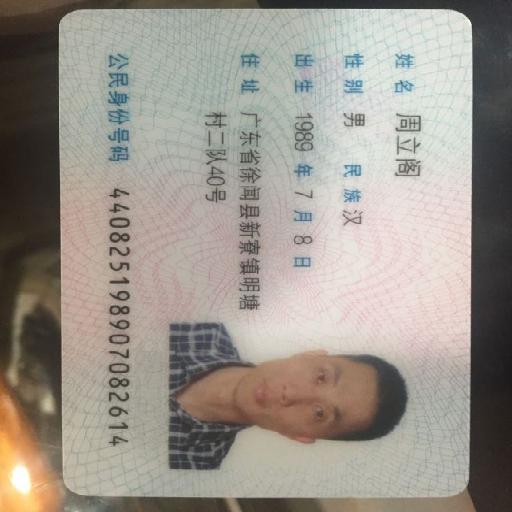 姓名 周立阁
性别 男 民族 汉
出生 1989 年 7 月 8 日
住址 广东省徐闻县新寮镇明塘
村二队40号
公民身份号码 440825198907082614